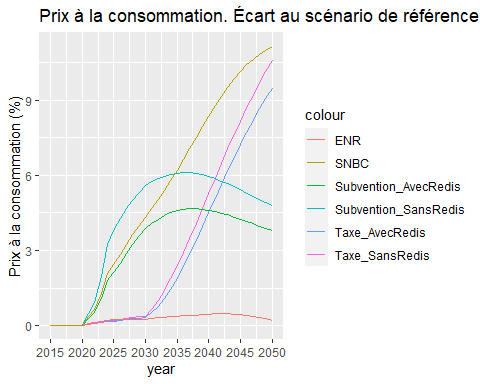 Prix à la consommation. Écart au scénario de référence
Prix à la consommation (%)
9
6
3
0
2015 2020 2025 2030 2035 2040 2045 2050
year
colour
ENR
SNBC
Subvention_AvecRedis
Subvention_SansRedis
Taxe_AvecRedis
Taxe_SansRedis